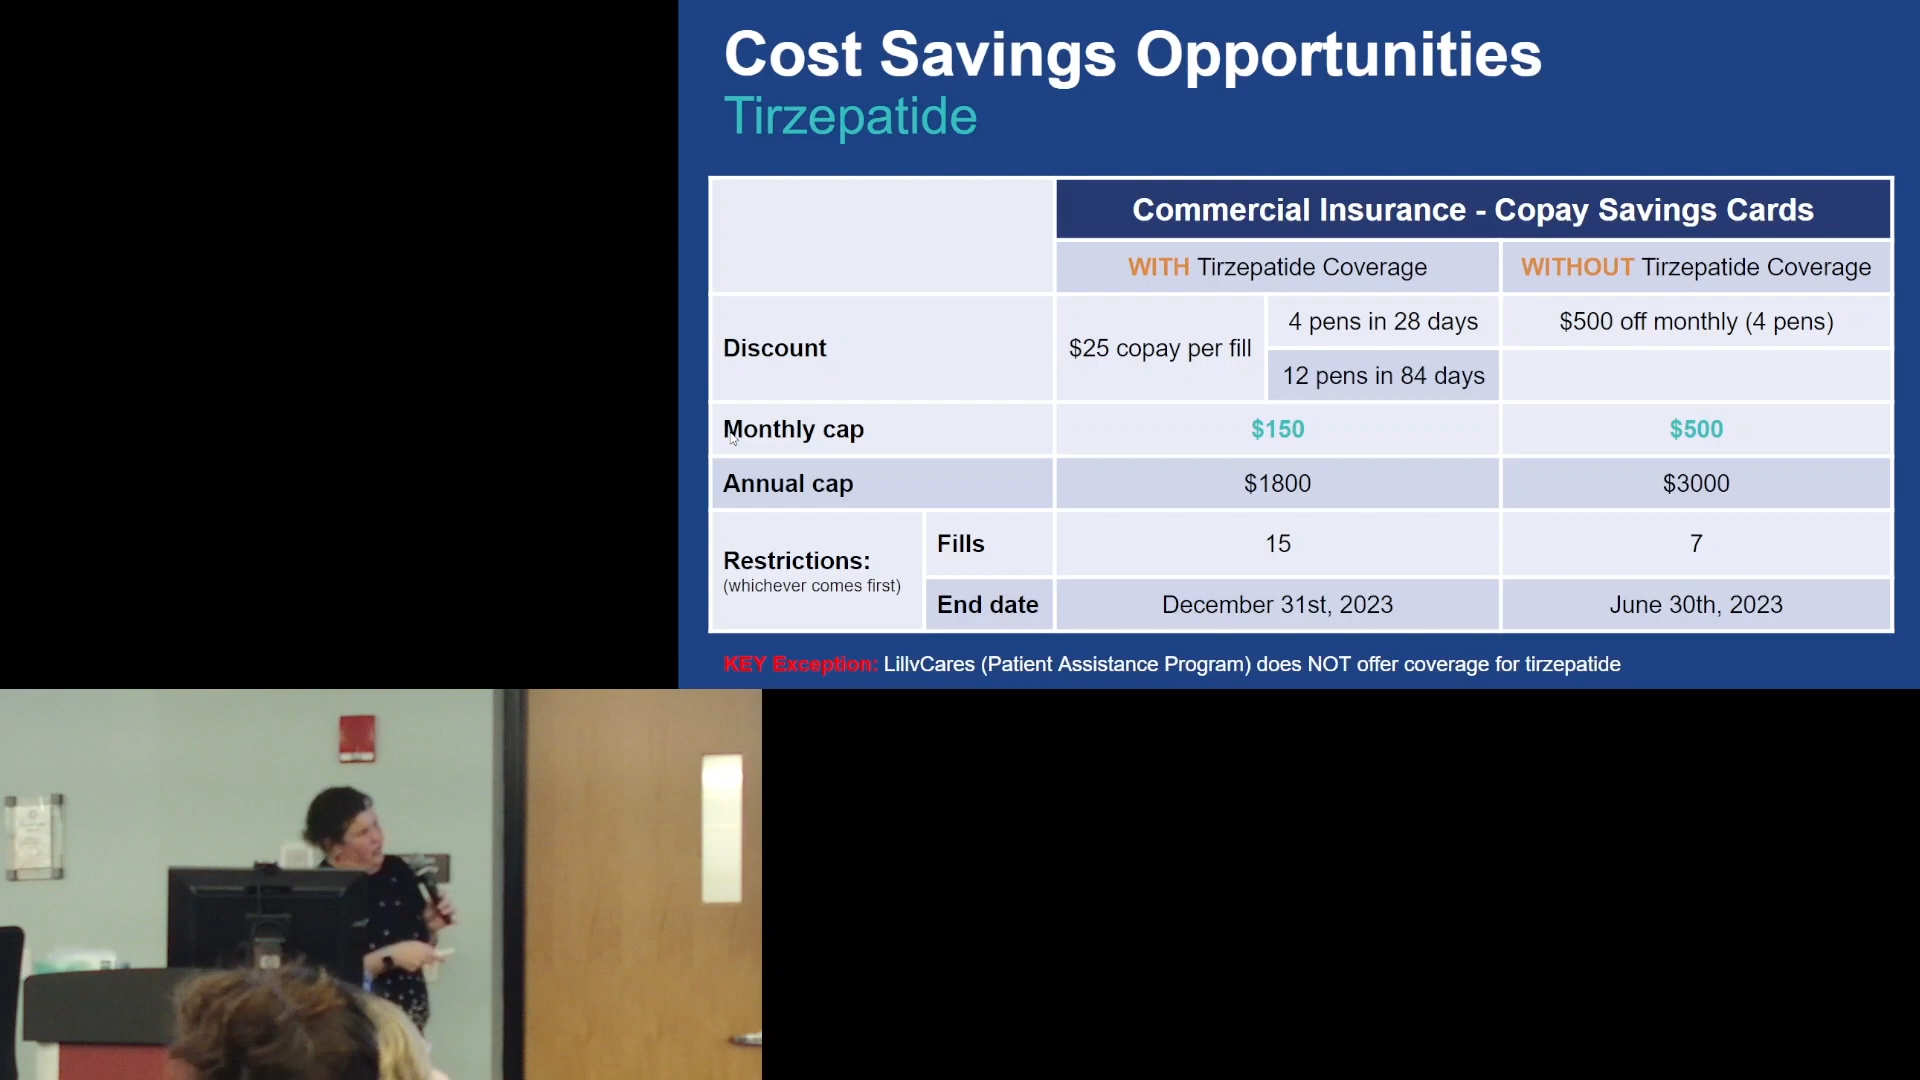 Cost Savings Opportunities
Tirzepatide
Commercial Insurance - Copay Savings Cards
WITH Tirzepatide Coverage
WITHOUT Tirzepatide Coverage
Discount
$25 copay per fill
4 pens in 28 days
$500 off monthly (4 pens)
12 pens in 84 days
Monthly cap
$150
$500
Annual cap
$1800
$3000
Restrictions:
(whichever comes first)
Fills
15
7
End date
December 31st, 2023
June 30th, 2023
KEY Exception: LillyCares (Patient Assistance Program) does NOT offer coverage for tirzepatide